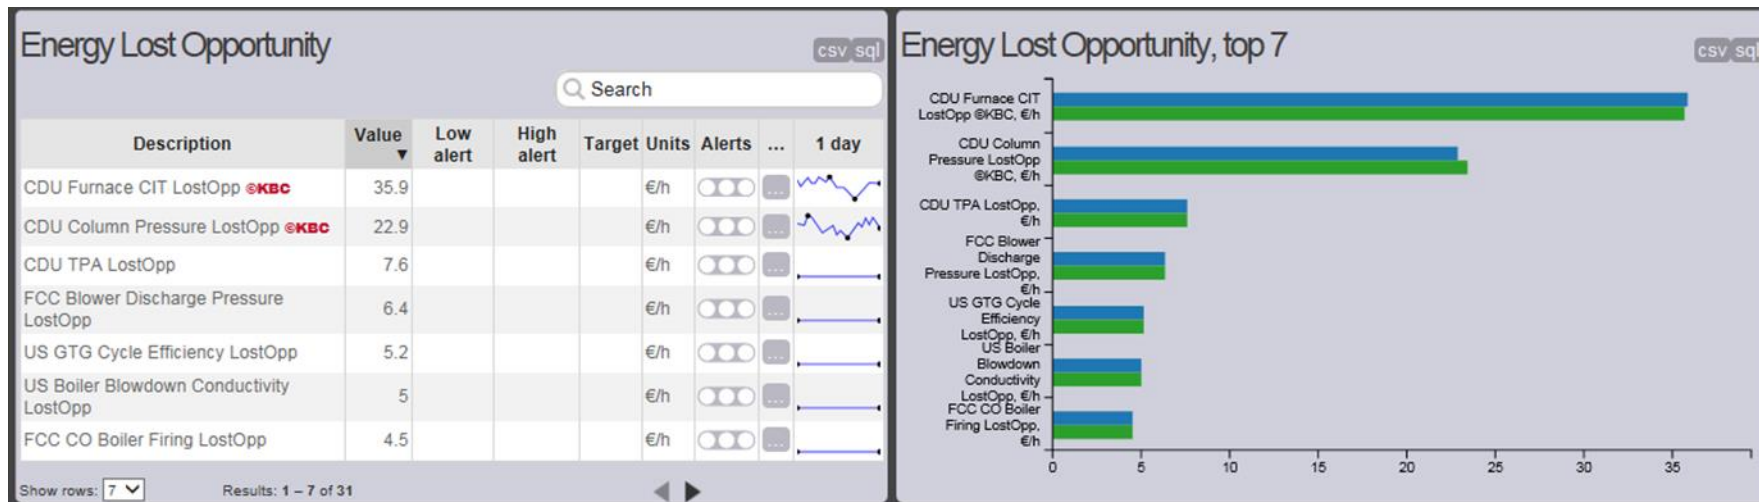 Energy Lost Opportunity
csv sql
Search
Description Value ▼ Low alert High alert Target Units Alerts ... 1 day
CDU Furnace CIT LostOpp ©KBC 35.9 €/h ...
CDU Column Pressure LostOpp ©KBC 22.9 €/h ...
CDU TPA LostOpp 7.6 €/h ...
FCC Blower Discharge Pressure
LostOpp 6.4 €/h ...
US GTG Cycle Efficiency LostOpp 5.2 €/h ...
US Boiler Blowdown Conductivity
LostOpp 5 €/h ...
FCC CO Boiler Firing LostOpp 4.5 €/h ...
Show rows: 7 Results: 1 – 7 of 31
Energy Lost Opportunity, top 7
csv sql
CDU Furnace CIT
LostOpp ©KBC, €/h
CDU Column
Pressure LostOpp
©KBC, €/h
CDU TPA LostOpp,
€/h
FCC Blower
Discharge
Pressure LostOpp,
€/h
US GTG Cycle
Efficiency
LostOpp, €/h
US Boiler
Blowdown
Conductivity
LostOpp, €/h
FCC CO Boiler
Firing LostOpp,
€/h
0 5 10 15 20 25 30 35